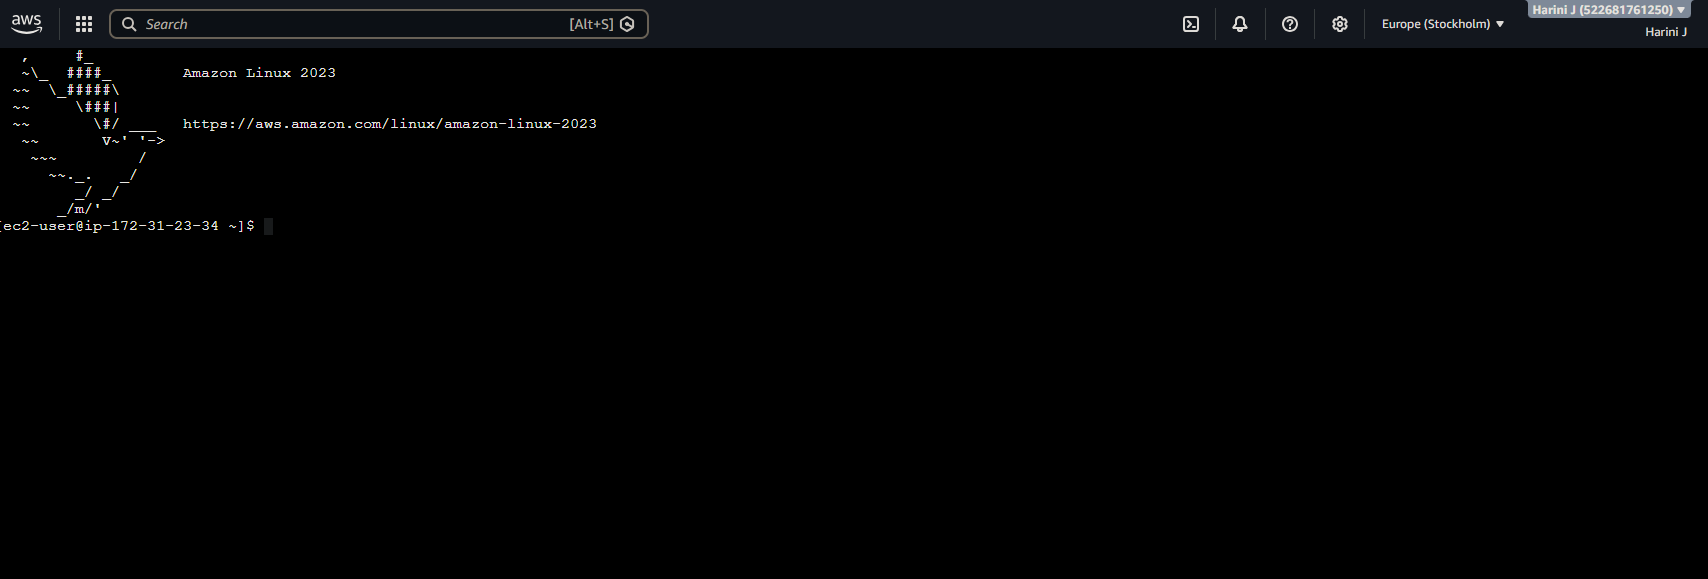 aws
Search [Alt+S]
Europe (Stockholm)
Harini J (522681761250)
Harini J
   ,     #_
   ~\_  ####_        Amazon Linux 2023
  ~~  \_#####\
  ~~     \###|
  ~~       \#/ ___   https://aws.amazon.com/linux/amazon-linux-2023
   ~~       V~' '->
    ~~~         /
      ~~._.   _/
         _/ _/
       _/m/'
[ec2-user@ip-172-31-23-34 ~]$